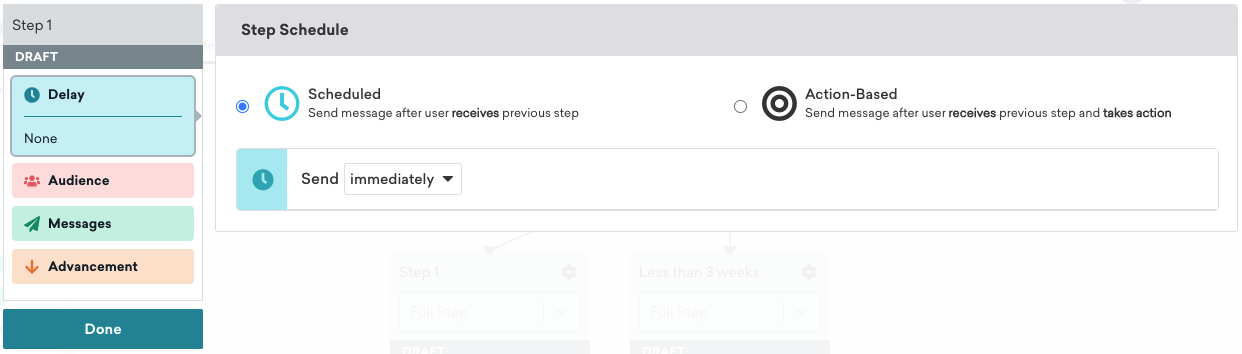 Step 1
DRAFT
Delay
None
Audience
Messages
Advancement
Done
Step Schedule
Scheduled
Send message after user receives previous step
Action-Based
Send message after user receives previous step and takes action
Send immediately
Step 1
Full Step
DRAFT
Less than 3 weeks
Full Step
DRAFT